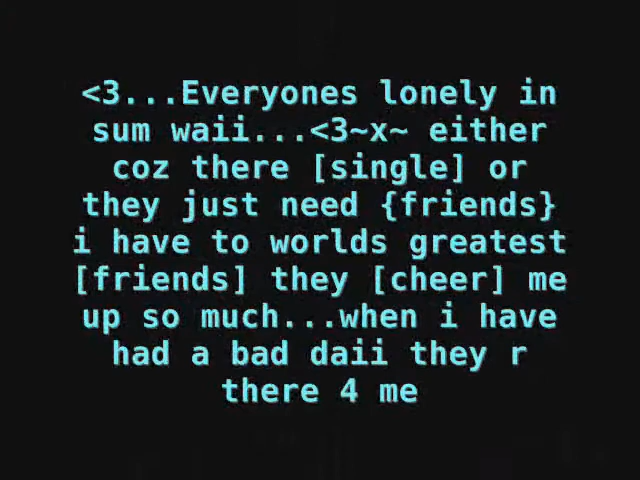 <3...Everyones lonely in
sum waii...<3~x~ either
coz there [single] or
they just need {friends}
i have to worlds greatest
[friends] they [cheer] me
up so much...when i have
had a bad daii they r
there 4 me